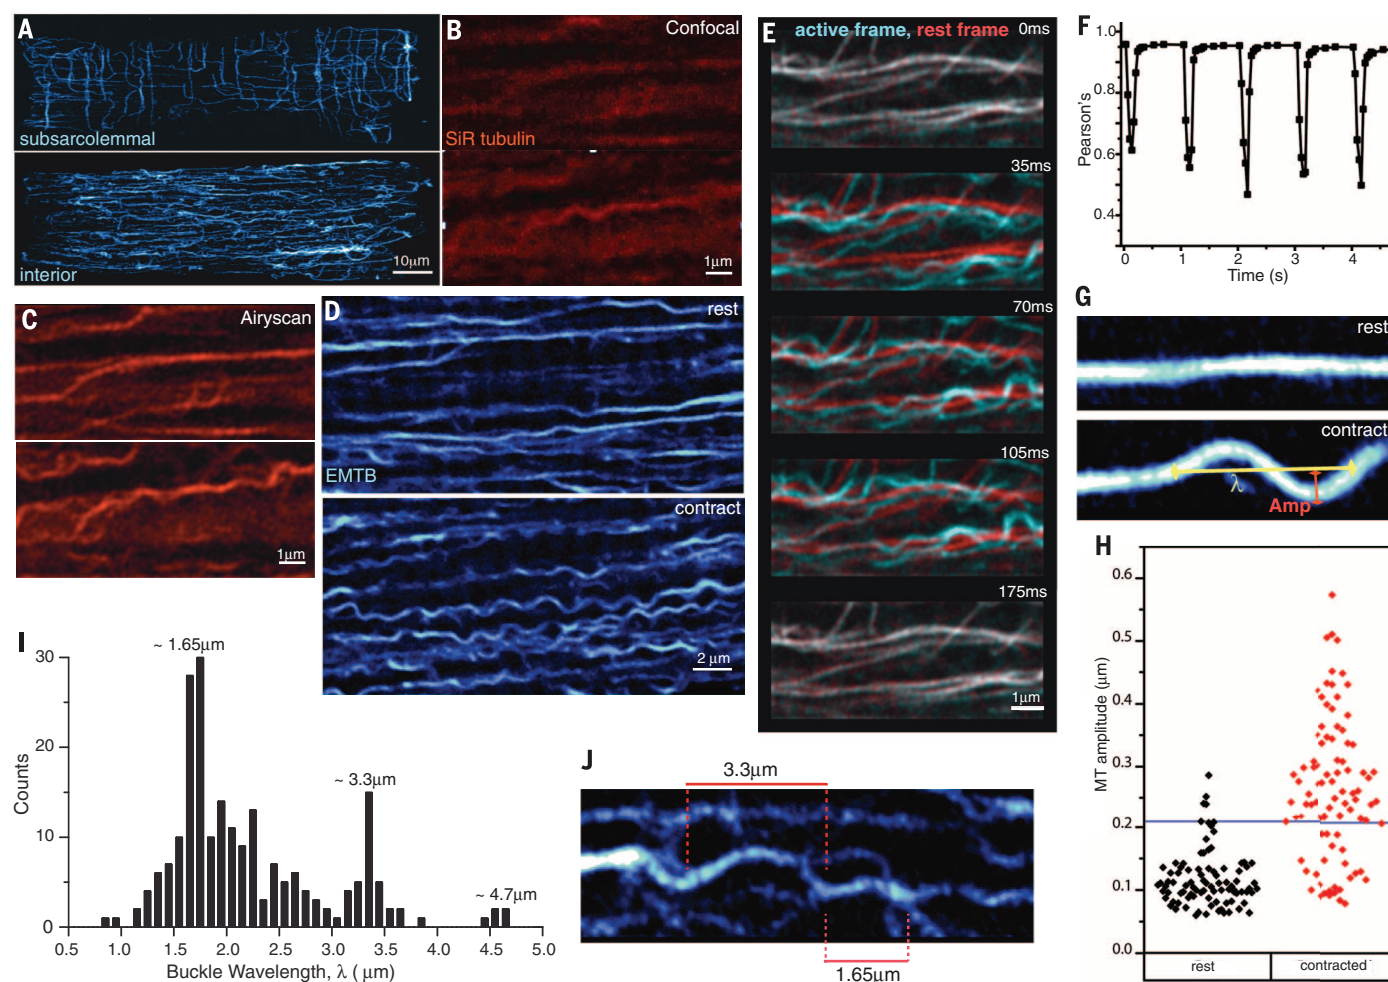 A
subsarcolemmal
interior
10μm
B
Confocal
SiR tubulin
1μm
C
Airyscan
1μm
D
rest
EMTB
contract
2 μm
E
active frame, rest frame
0ms
35ms
70ms
105ms
175ms
1μm
F
Pearson's
1.0
0.8
0.6
0.4
0 1 2 3 4
Time (s)
G
rest
contract
λ
Amp
H
MT amplitude (μm)
0.6
0.5
0.4
0.3
0.2
0.1
0.0
rest contracted
I
Counts
30
20
10
0
~ 1.65μm
~ 3.3μm
~ 4.7μm
0.5 1.0 1.5 2.0 2.5 3.0 3.5 4.0 4.5 5.0
Buckle Wavelength, λ ( μm)
J
3.3μm
1.65μm